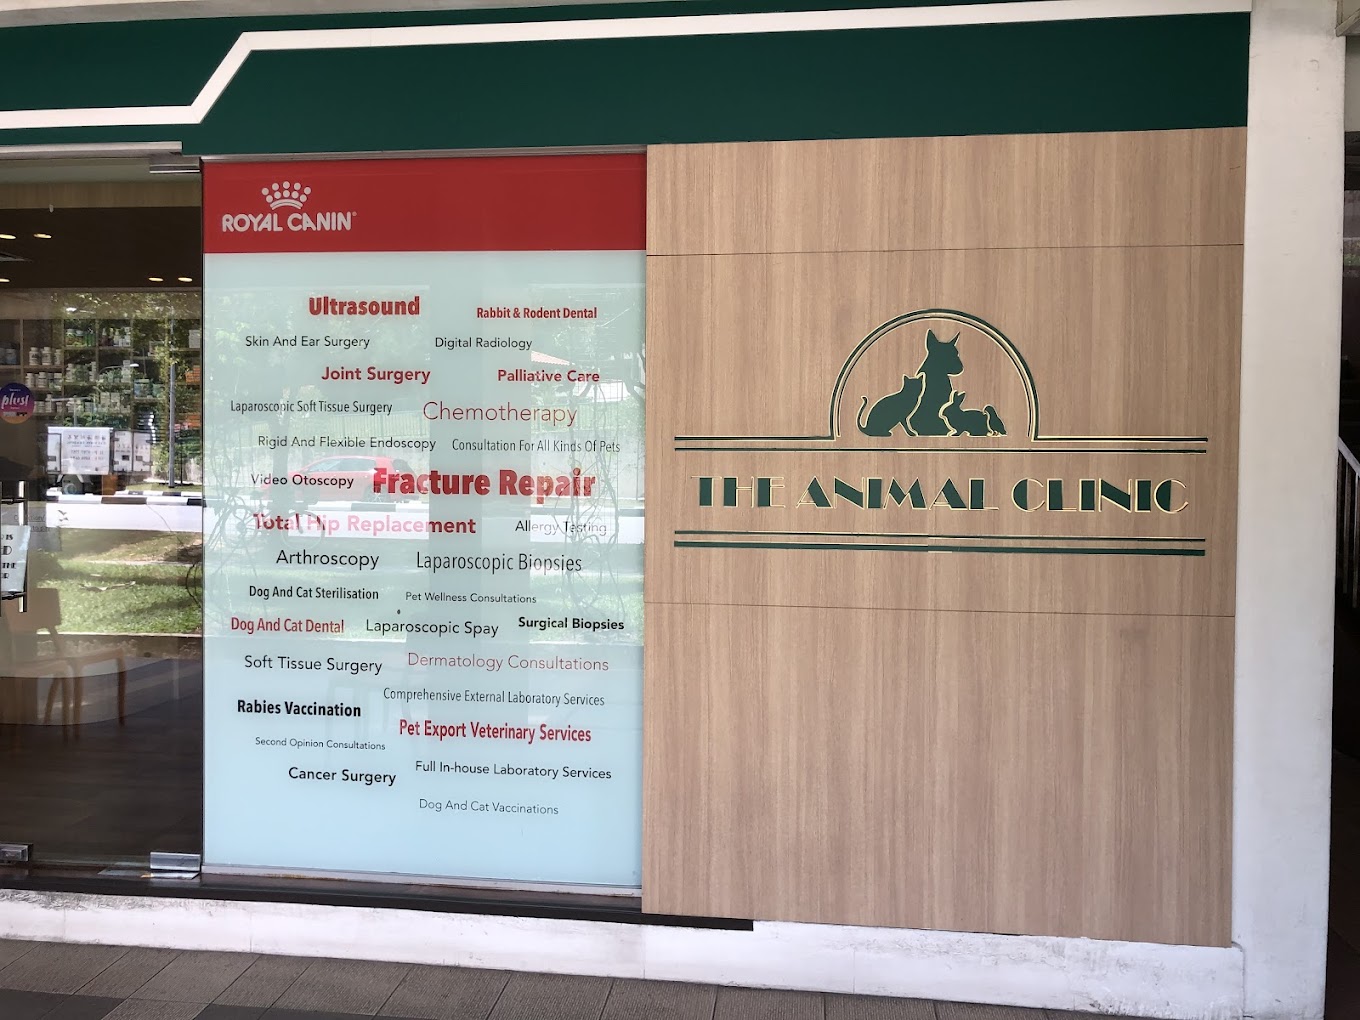 ROYAL CANIN
Ultrasound
Rabbit & Rodent Dental
Skin And Ear Surgery
Digital Radiology
Joint Surgery
Palliative Care
Laparoscopic Soft Tissue Surgery
Chemotherapy
Rigid And Flexible Endoscopy
Consultation For All Kinds Of Pets
Video Otoscopy
Fracture Repair
Total Hip Replacement
Allergy Testing
Arthroscopy
Laparoscopic Biopsies
Dog And Cat Sterilisation
Pet Wellness Consultations
Dog And Cat Dental
Laparoscopic Spay
Surgical Biopsies
Soft Tissue Surgery
Dermatology Consultations
Comprehensive External Laboratory Services
Rabies Vaccination
Pet Export Veterinary Services
Second Opinion Consultations
Cancer Surgery
Full In-house Laboratory Services
Dog And Cat Vaccinations
THE ANIMAL CLINIC
plus!